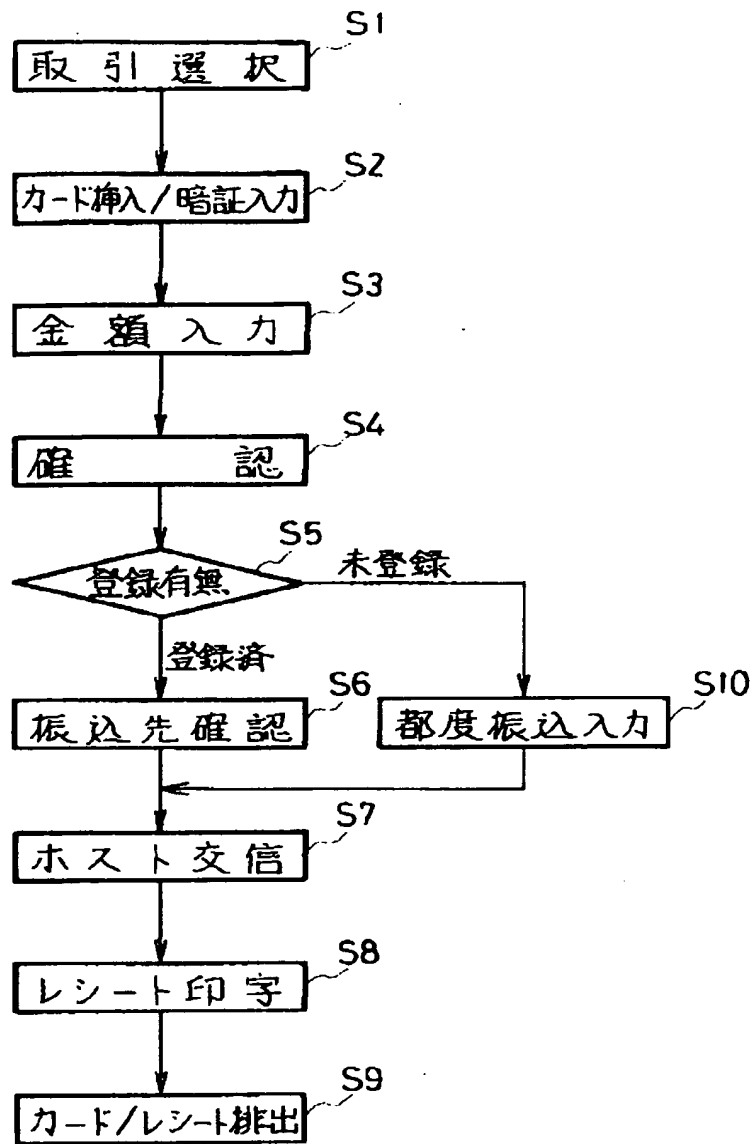 S1
取引選択
S2
カード挿入/暗証入力
S3
金額入力
S4
確認
S5
登録有無
未登録
登録済
S6
振込先確認
S10
都度振込入力
S7
ホスト交信
S8
レシート印字
S9
カード/レシート排出